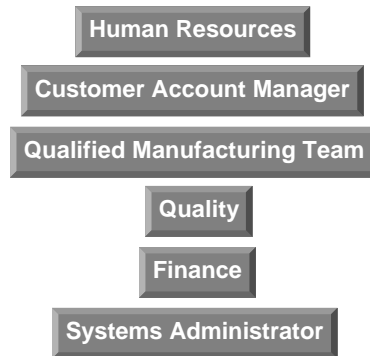 Human Resources
Customer Account Manager
Qualified Manufacturing Team
Quality
Finance
Systems Administrator